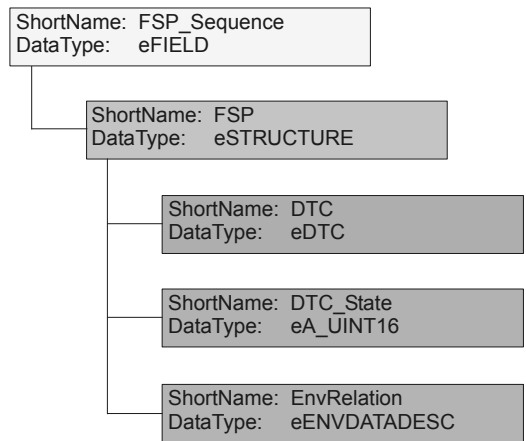 ShortName: FSP_Sequence
DataType: eFIELD
ShortName: FSP
DataType: eSTRUCTURE
ShortName: DTC
DataType: eDTC
ShortName: DTC_State
DataType: eA_UINT16
ShortName: EnvRelation
DataType: eENVDATADESC